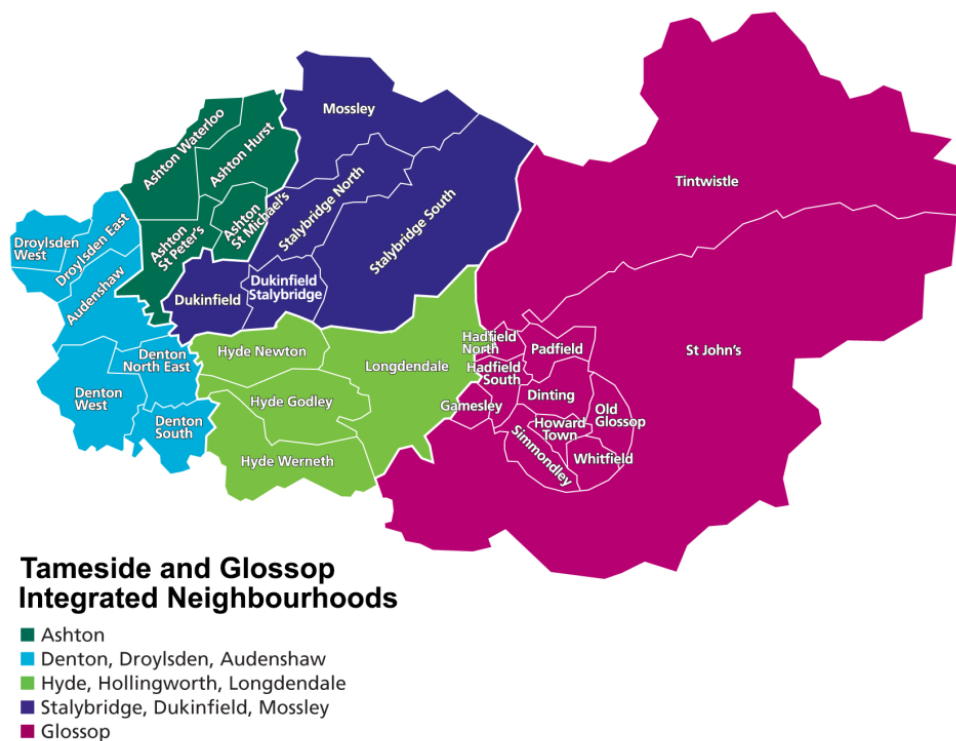 Mossley
Ashton Waterloo
Ashton Hurst
Tintwistle
Stalybridge North
Ashton
St Michael's
Stalybridge South
Droylsden
West
Droylsden East
Ashton
St Peter's
Audenshaw
Dukinfield
Stalybridge
Dukinfield
Hadfield
North
Padfield
St John's
Hyde Newton
Denton
North East
Longdendale
Hadfield
South
Denton
West
Hyde Godley
Gamesley
Dinting
Old
Glossop
Denton
South
Howard
Town
Simmondley
Whitfield
Hyde Werneth
Tameside and Glossop
Integrated Neighbourhoods
Ashton
Denton, Droylsden, Audenshaw
Hyde, Hollingworth, Longdendale
Stalybridge, Dukinfield, Mossley
Glossop